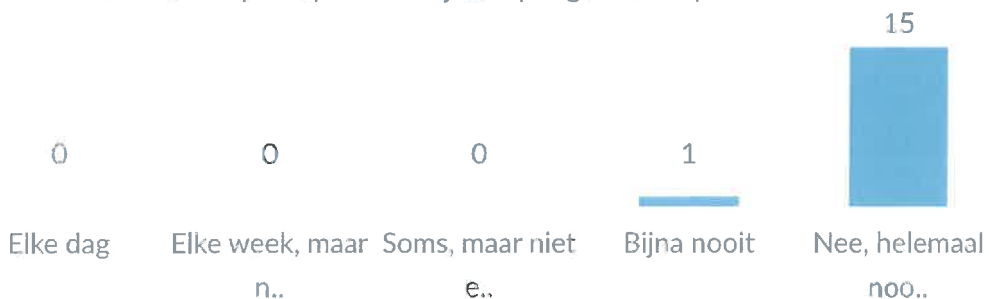 15
0 0 0 1
Elke dag Elke week, maar Soms, maar niet Bijna nooit Nee, helemaal
n.. e.. noo..